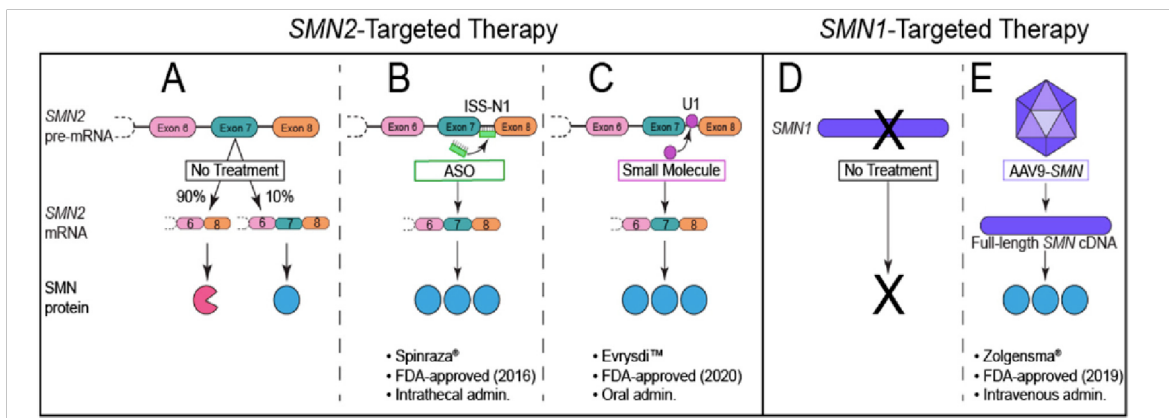 SMN2-Targeted Therapy
SMN1-Targeted Therapy
A
B
C
D
E
SMN2
pre-mRNA
Exon 6
Exon 7
Exon 8
No Treatment
90%
10%
SMN2
mRNA
6
8
6
7
8
SMN
protein
ISS-N1
Exon 6
Exon 7
Exon 8
ASO
6
7
8
• Spinraza®
• FDA-approved (2016)
• Intrathecal admin.
U1
Exon 6
Exon 7
Exon 8
Small Molecule
6
7
8
• Evrysdi™
• FDA-approved (2020)
• Oral admin.
SMN1
X
No Treatment
X
AAV9-SMN
Full-length SMN cDNA
• Zolgensma®
• FDA-approved (2019)
• Intravenous admin.